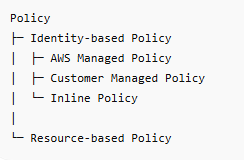 Policy
├─ Identity-based Policy
│  ├─ AWS Managed Policy
│  ├─ Customer Managed Policy
│  └─ Inline Policy
│
└─ Resource-based Policy